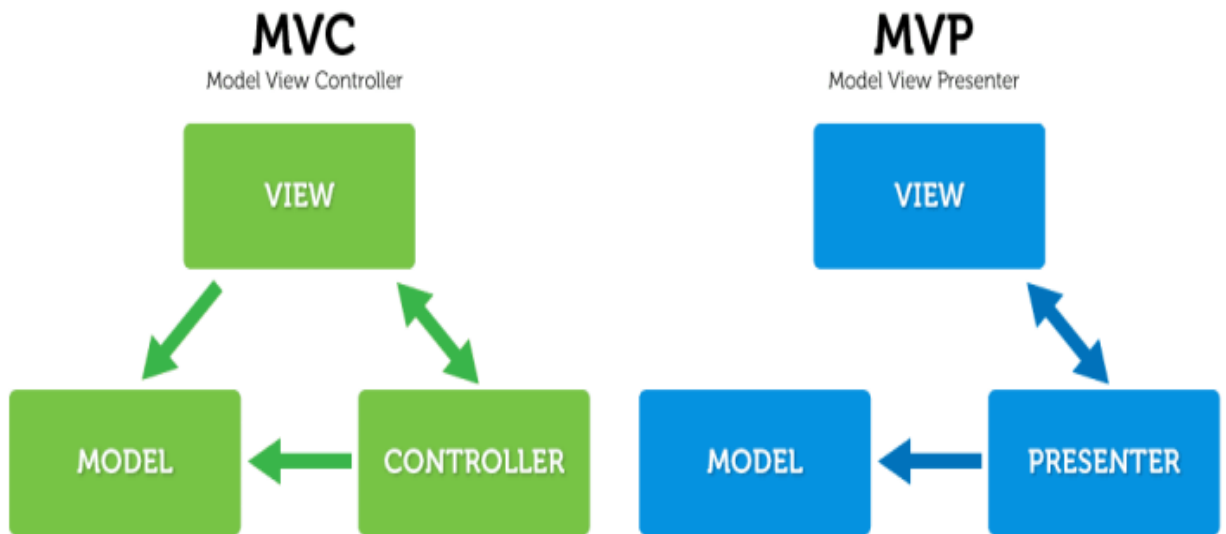 MVC
Model View Controller
VIEW
MODEL
CONTROLLER
MVP
Model View Presenter
VIEW
MODEL
PRESENTER